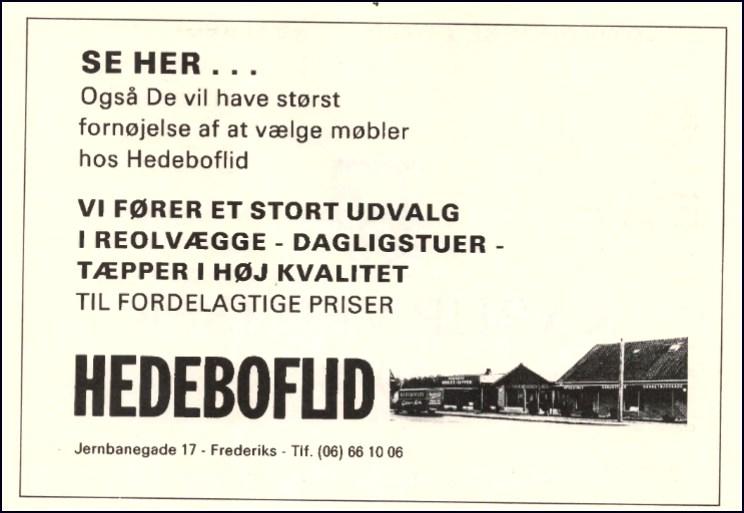 SE HER . . .
Også De vil have størst
fornøjelse af at vælge møbler
hos Hedeboflid
VI FØRER ET STORT UDVALG
I REOLVÆGGE - DAGLIGSTUER -
TÆPPER I HØJ KVALITET
TIL FORDELAGTIGE PRISER
HEDEBOFLID
Jernbanegade 17 - Frederiks - Tlf. (06) 66 10 06